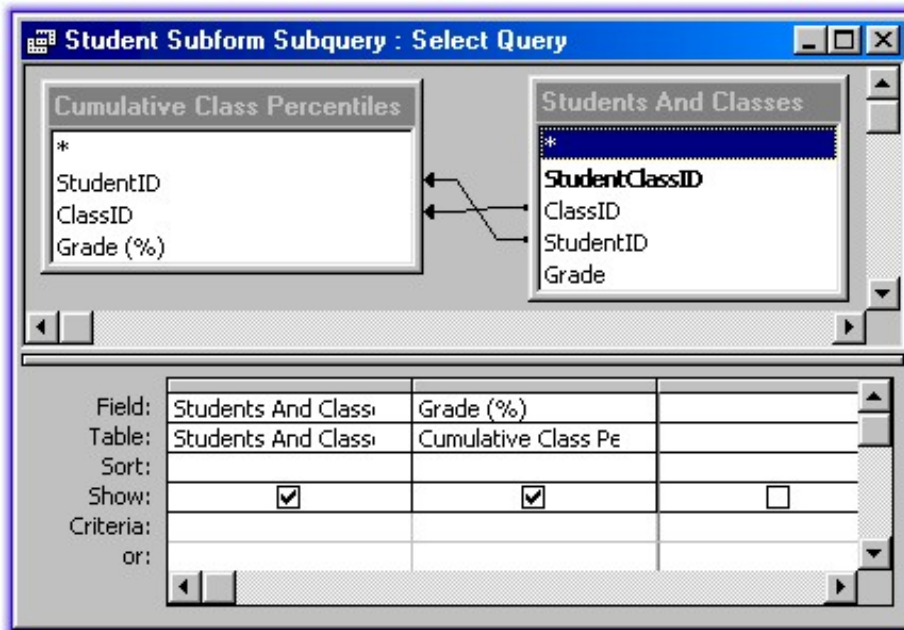 Student Subform Subquery : Select Query
Cumulative Class Percentiles
*
StudentID
ClassID
Grade (%)
Students And Classes
*
StudentClassID
ClassID
StudentID
Grade
Field: Students And Class Grade (%)
Table: Students And Class Cumulative Class Pe
Sort:
Show:
Criteria:
or: